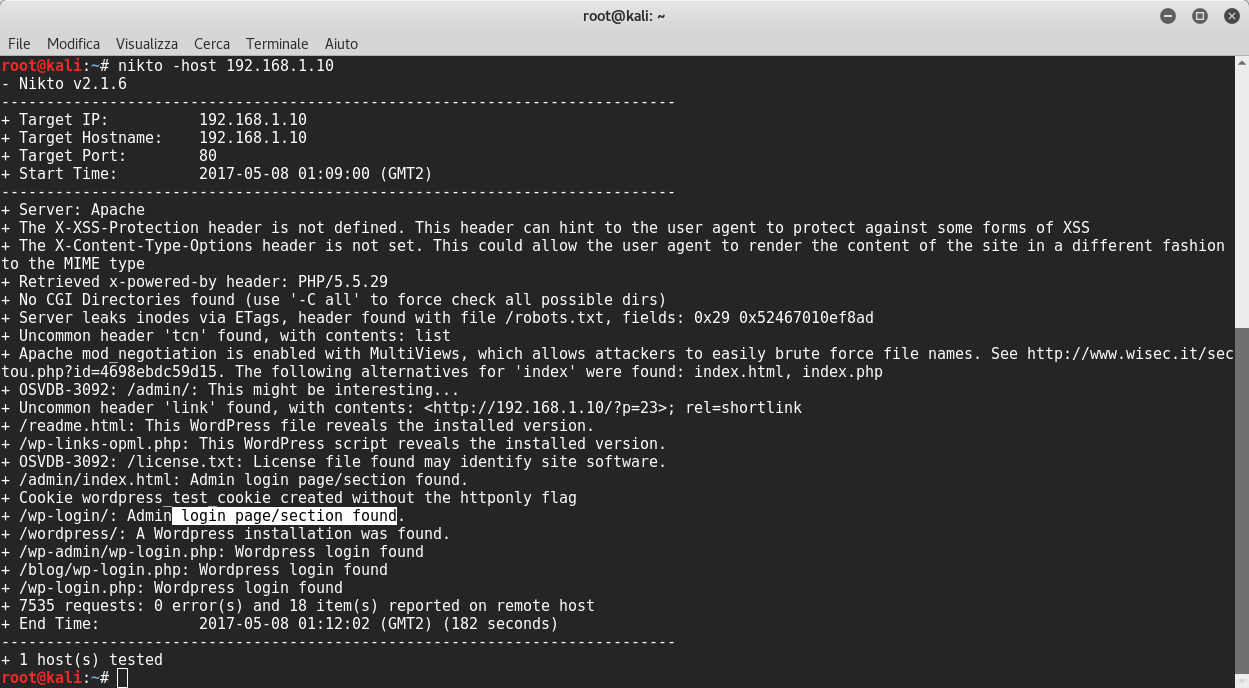 root@kali: ~
File Modifica Visualizza Cerca Terminale Aiuto
root@kali:~# nikto -host 192.168.1.10
- Nikto v2.1.6
---------------------------------------------------------------------------
+ Target IP:          192.168.1.10
+ Target Hostname:    192.168.1.10
+ Target Port:        80
+ Start Time:         2017-05-08 01:09:00 (GMT2)
---------------------------------------------------------------------------
+ Server: Apache
+ The X-XSS-Protection header is not defined. This header can hint to the user agent to protect against some forms of XSS
+ The X-Content-Type-Options header is not set. This could allow the user agent to render the content of the site in a different fashion
to the MIME type
+ Retrieved x-powered-by header: PHP/5.5.29
+ No CGI Directories found (use '-C all' to force check all possible dirs)
+ Server leaks inodes via ETags, header found with file /robots.txt, fields: 0x29 0x52467010ef8ad
+ Uncommon header 'tcn' found, with contents: list
+ Apache mod_negotiation is enabled with MultiViews, which allows attackers to easily brute force file names. See http://www.wisec.it/sec
tou.php?id=4698ebdc59d15. The following alternatives for 'index' were found: index.html, index.php
+ OSVDB-3092: /admin/: This might be interesting...
+ Uncommon header 'link' found, with contents: <http://192.168.1.10/?p=23>; rel=shortlink
+ /readme.html: This WordPress file reveals the installed version.
+ /wp-links-opml.php: This WordPress script reveals the installed version.
+ OSVDB-3092: /license.txt: License file found may identify site software.
+ /admin/index.html: Admin login page/section found.
+ Cookie wordpress_test_cookie created without the httponly flag
+ /wp-login/: Admin login page/section found.
+ /wordpress/: A Wordpress installation was found.
+ /wp-admin/wp-login.php: Wordpress login found
+ /blog/wp-login.php: Wordpress login found
+ /wp-login.php: Wordpress login found
+ 7535 requests: 0 error(s) and 18 item(s) reported on remote host
+ End Time:           2017-05-08 01:12:02 (GMT2) (182 seconds)
---------------------------------------------------------------------------
+ 1 host(s) tested
root@kali:~#